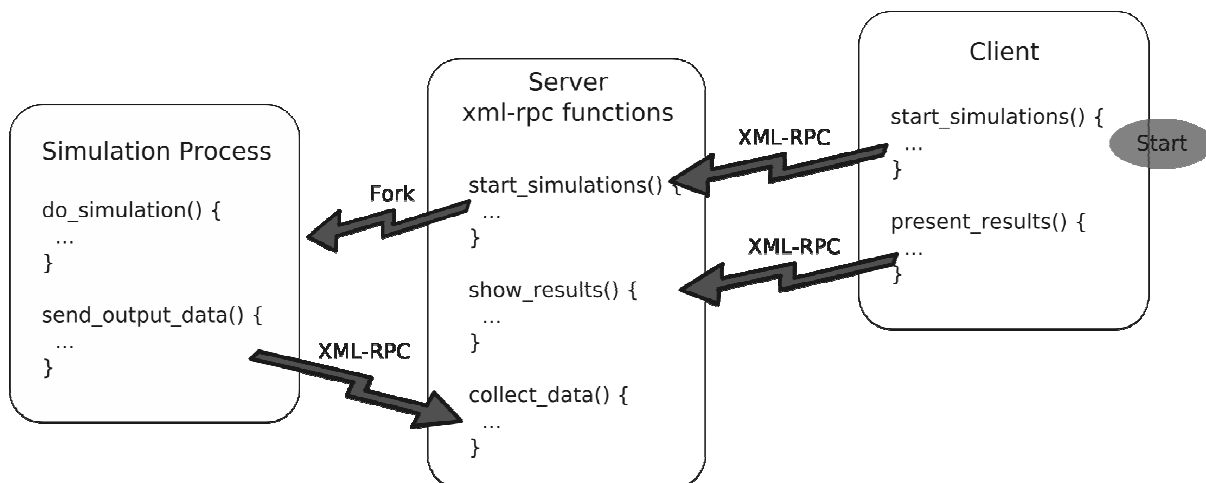 Simulation Process
do_simulation() {
...
}
send_output_data() {
...
}
Fork
XML-RPC
Server
xml-rpc functions
start_simulations() {
...
}
show_results() {
...
}
collect_data() {
...
}
XML-RPC
XML-RPC
Client
start_simulations() {
...
}
present_results() {
...
}
Start